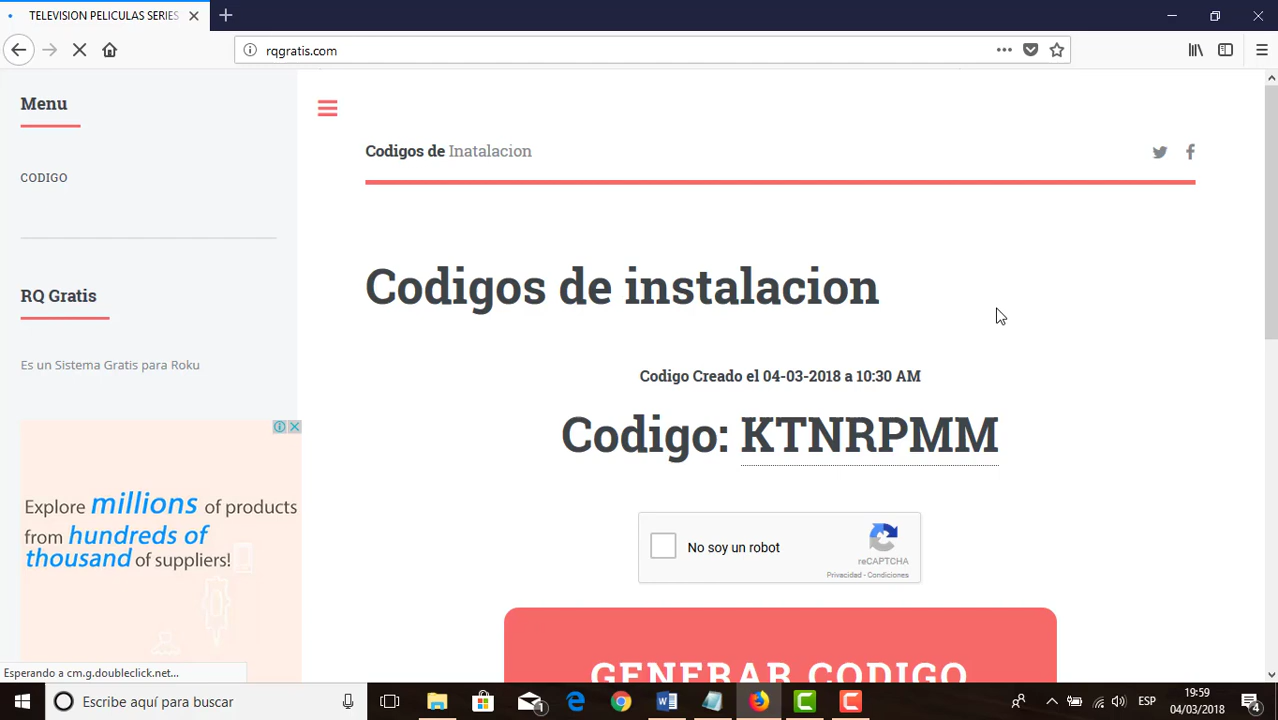 TELEVISION PELICULAS SERIES
rqgratis.com
Menu
CODIGO
RQ Gratis
Es un Sistema Gratis para Roku
Explore millions of products
from hundreds of
thousand of suppliers!
Codigos de Inatalacion
Codigos de instalacion
Codigo Creado el 04-03-2018 a 10:30 AM
Codigo: KTNRPMM
No soy un robot
reCAPTCHA
Privacidad - Condiciones
GENERAR CODIGO
Esperando a cm.g.doubleclick.net...
Escribe aquí para buscar
1
ESP
19:59
04/03/2018
4